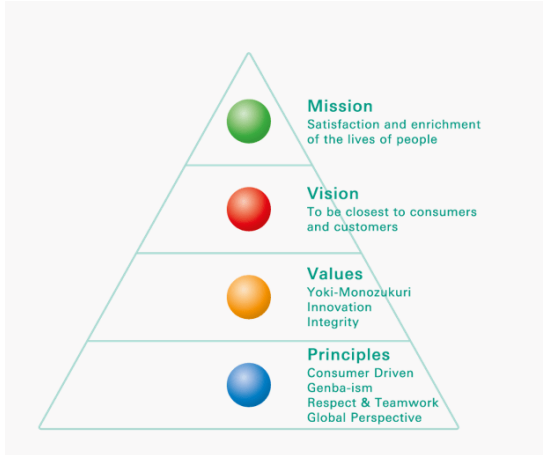 Mission
Satisfaction and enrichment
of the lives of people
Vision
To be closest to consumers
and customers
Values
Yoki-Monozukuri
Innovation
Integrity
Principles
Consumer Driven
Genba-ism
Respect & Teamwork
Global Perspective